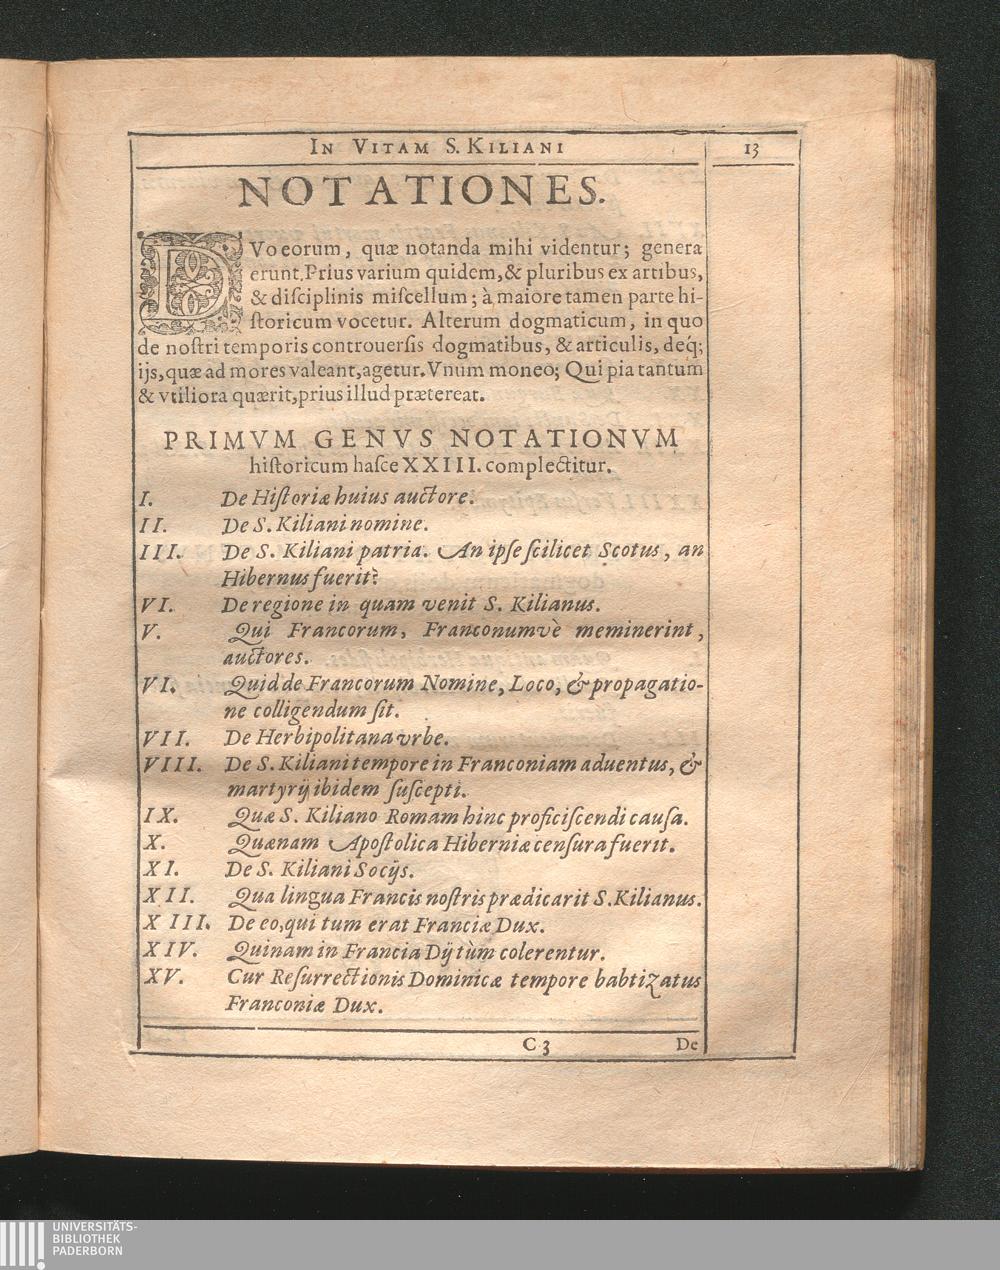 IN VITAM S. KILIANI 13
NOTATIONES.
DVo eorum, quæ notanda mihi videntur; genera
erunt. Prius varium quidem, & pluribus ex artibus,
& diſciplinis miſcellum; à maiore tamen parte hi-
ſtoricum vocetur. Alterum dogmaticum, in quo
de noſtri temporis controuerſis dogmatibus, & articulis, deq́;
ijs, quæ ad mores valeant, agetur. Vnum moneo; Qui pia tantum
& vtiliora quærit, prius illud prætereat.
PRIMVM GENVS NOTATIONVM
hiſtoricum haſce XXIII. complectitur.
I. De Hiſtoriæ huius auctore.
II. De S. Kiliani nomine.
III. De S. Kiliani patria. An ipſe ſcilicet Scotus, an
Hibernus fuerit?
VI. De regione in quam venit S. Kilianus.
V. Qui Francorum, Franconumvè meminerint,
auctores.
VI. Quid de Francorum Nomine, Loco, & propagatio-
ne colligendum ſit.
VII. De Herbipolitana vrbe.
VIII. De S. Kiliani tempore in Franconiam aduentus, &
martyrij ibidem ſuſcepti.
IX. Quæ S. Kiliano Romam hinc proficiſcendi cauſa.
X. Quænam Apoſtolica Hiberniæ cenſura fuerit.
XI. De S. Kiliani Socijs.
XII. Qua lingua Francis noſtris prædicarit S. Kilianus.
XIII. De eo, qui tum erat Franciæ Dux.
XIV. Quinam in Francia Dij tùm colerentur.
XV. Cur Reſurrectionis Dominicæ tempore babtizatus
Franconiæ Dux.
C 3 De
UNIVERSITÄTS-
BIBLIOTHEK
PADERBORN